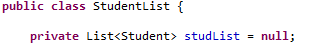 public class StudentList {
private List<Student> studList = null;